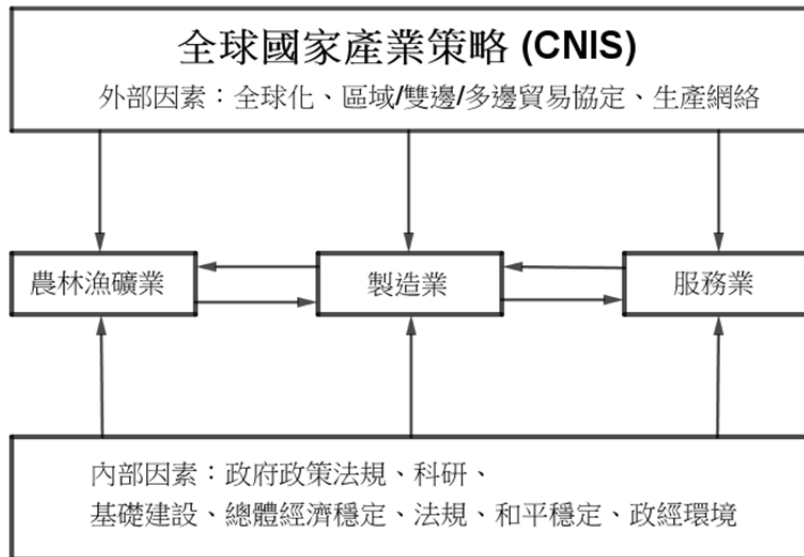 全球國家產業策略 (CNIS)
外部因素：全球化、區域/雙邊/多邊貿易協定、生產網絡
農林漁礦業
製造業
服務業
內部因素：政府政策法規、科研、
基礎建設、總體經濟穩定、法規、和平穩定、政經環境